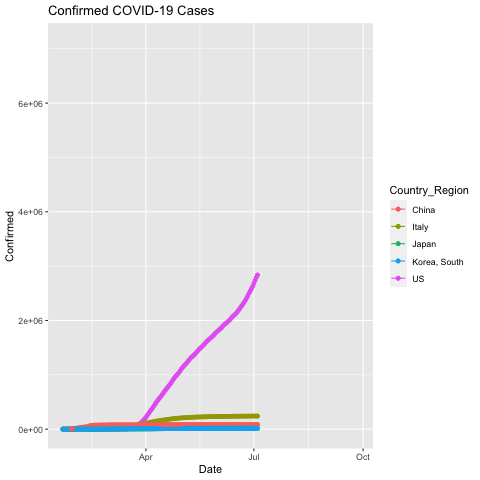 Confirmed COVID-19 Cases
Confirmed
6e+06
4e+06
2e+06
0e+00
Apr
Jul
Oct
Date
Country_Region
China
Italy
Japan
Korea, South
US